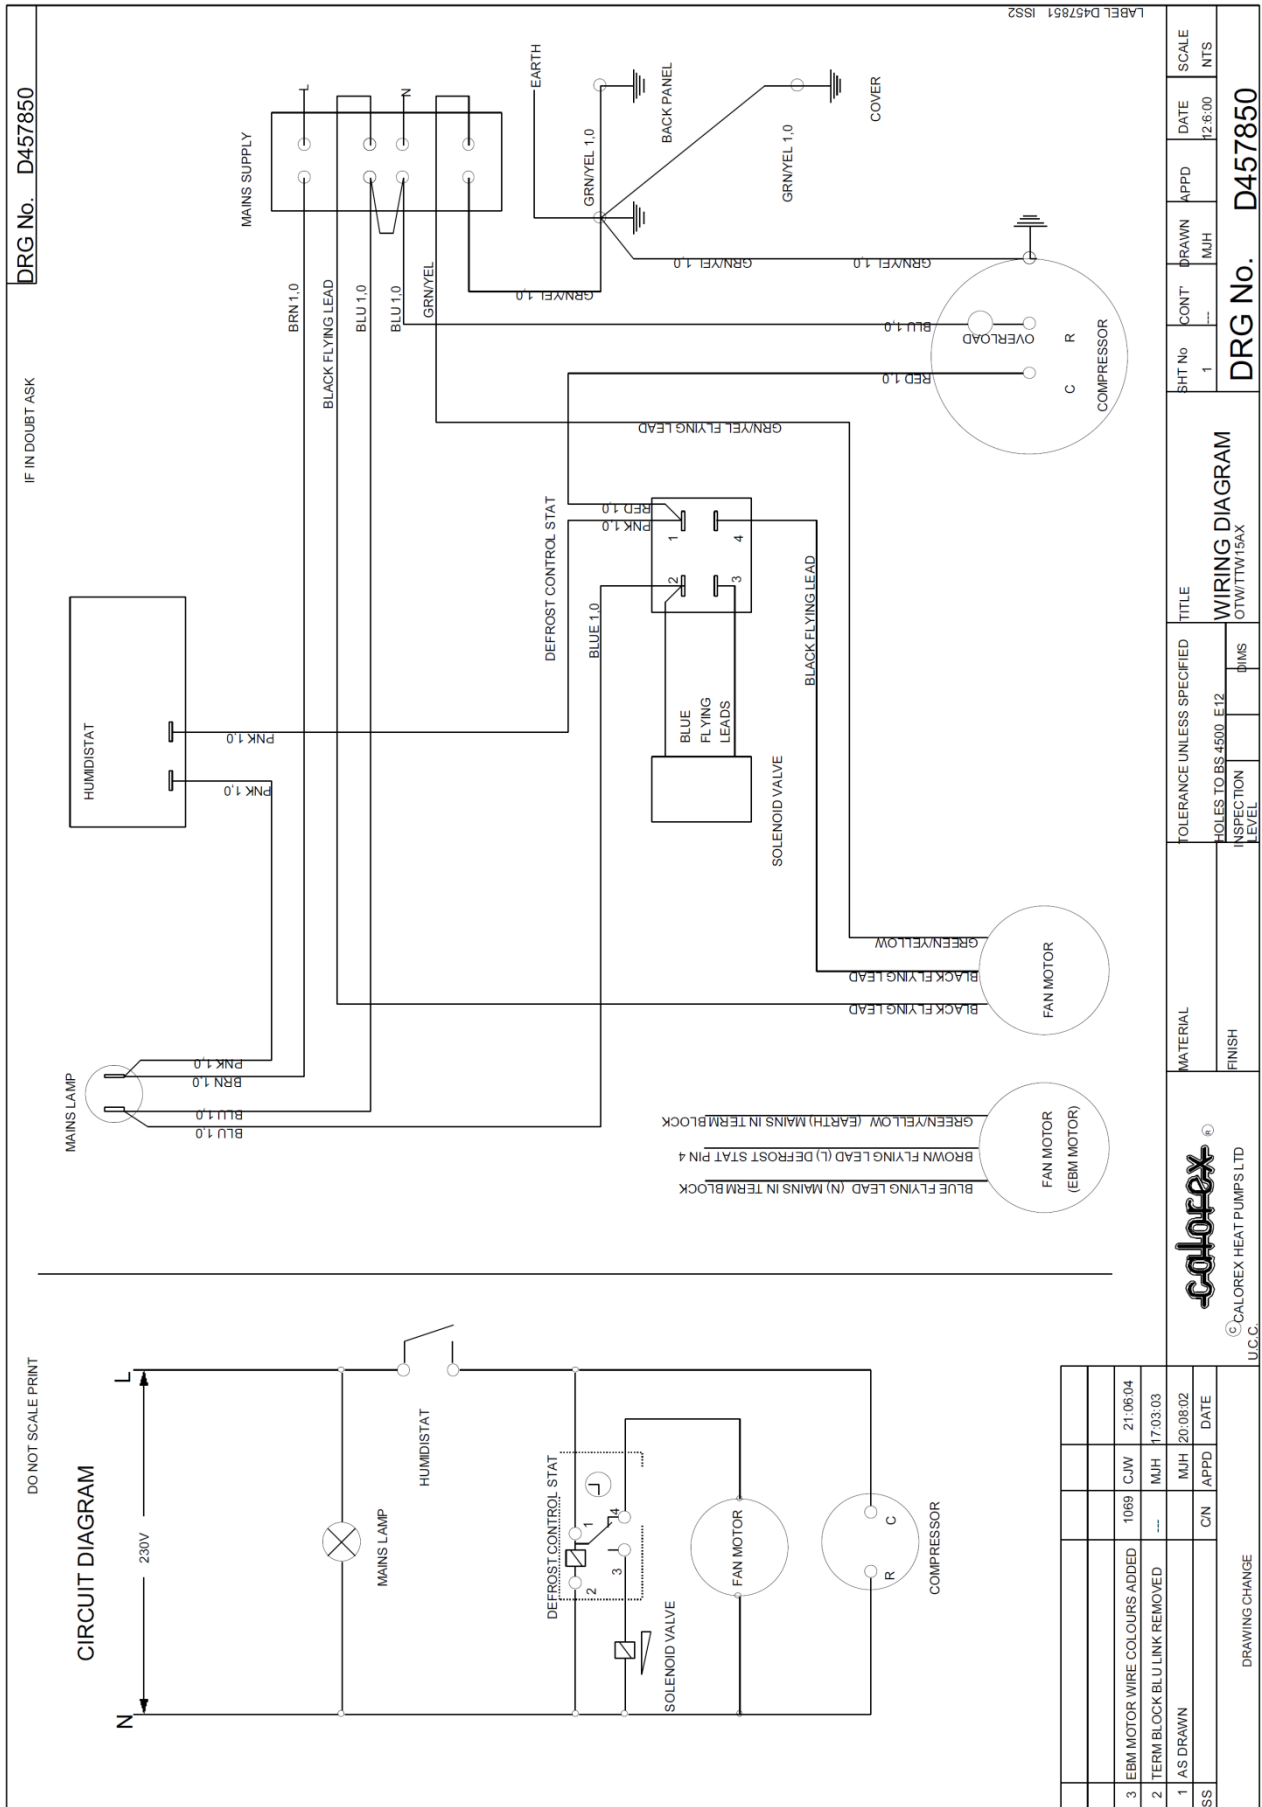 DRG No. D457850
IF IN DOUBT ASK
DO NOT SCALE PRINT
LABEL D457851 ISS2
MAINS SUPPLY
L
N
BRN 1,0
BLACK FLYING LEAD
BLU 1,0
BLU 1,0
GRN/YEL
GRN/YEL 1,0
EARTH
GRN/YEL 1,0
BACK PANEL
GRN/YEL 1,0
COVER
GRN/YEL 1,0
GRN/YEL 1,0
BLU 1,0
OVERLOAD
RED 1,0
R
C
COMPRESSOR
GRN/YEL FLYING LEAD
HUMIDISTAT
PNK 1,0
PNK 1,0
DEFROST CONTROL STAT
RED 1,0
PNK 1,0
BLUE 1,0
1
2
3
4
BLUE
FLYING
LEADS
SOLENOID VALVE
BLACK FLYING LEAD
MAINS LAMP
PNK 1,0
BRN 1,0
BLU 1,0
BLU 1,0
GREEN/YELLOW
BLACK FLYING LEAD
BLACK FLYING LEAD
FAN MOTOR
GREEN/YELLOW (EARTH) MAINS IN TERM BLOCK
BROWN FLYING LEAD (L) DEFROST STAT PIN 4
BLUE FLYING LEAD (N) MAINS IN TERM BLOCK
FAN MOTOR
(EBM MOTOR)
CIRCUIT DIAGRAM
N
230V
L
MAINS LAMP
HUMIDISTAT
DEFROST CONTROL STAT
1
2
3
4
SOLENOID VALVE
FAN MOTOR
R
C
COMPRESSOR
3 EBM MOTOR WIRE COLOURS ADDED 1069 CJW 21:06:04
2 TERM BLOCK BLU LINK REMOVED --- MJH 17:03:03
1 AS DRAWN MJH 20:08:02
SS C/N APPD DATE
DRAWING CHANGE
calorex ®
© CALOREX HEAT PUMPS LTD
U.C.C.
MATERIAL
FINISH
TOLERANCE UNLESS SPECIFIED
HOLES TO BS 4500 E12
INSPECTION
LEVEL
DIMS
TITLE
WIRING DIAGRAM
OTW/TTW15AX
SHT No CONT' DRAWN APPD DATE SCALE
1 --- MJH 12:6:00 NTS
DRG No. D457850